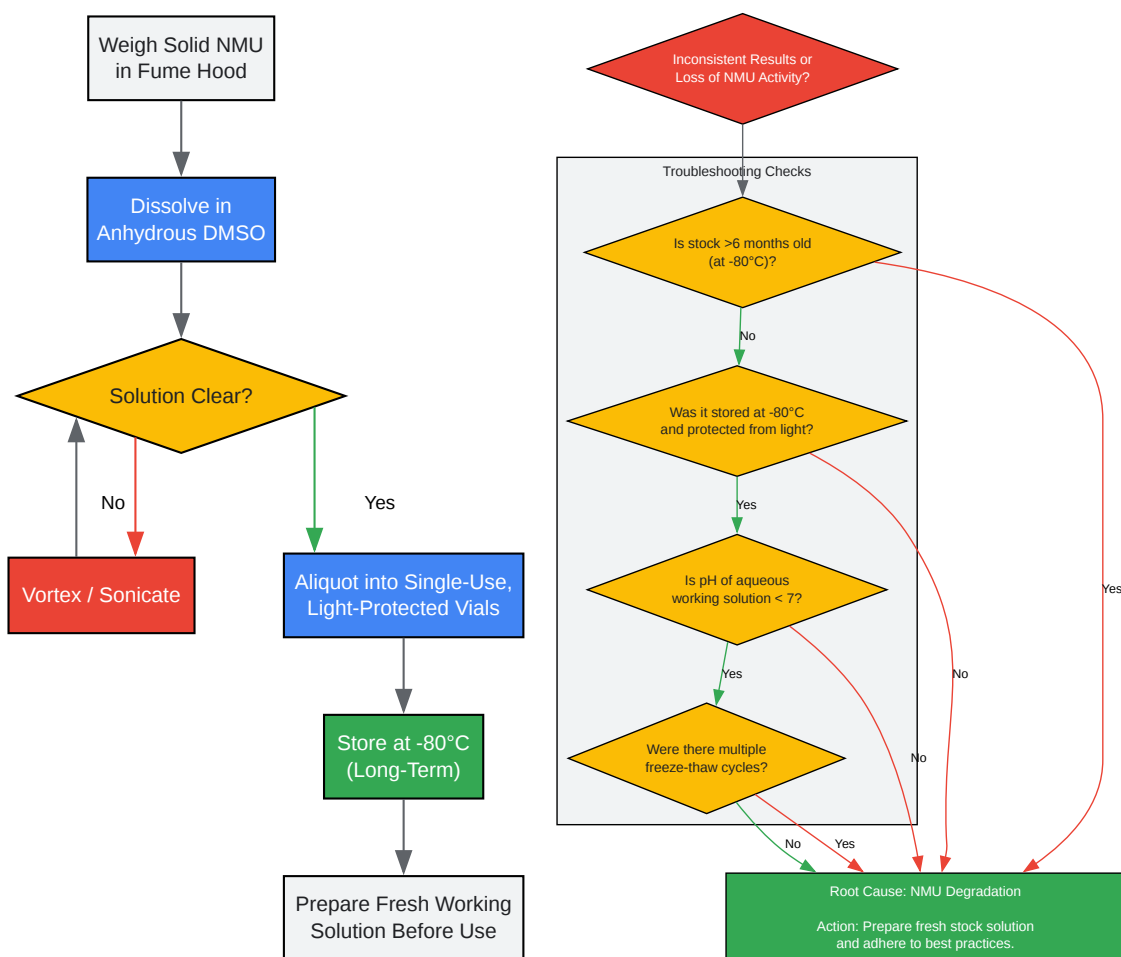 Weigh Solid NMU
in Fume Hood
Dissolve in
Anhydrous DMSO
Solution Clear?
No
Yes
Vortex / Sonicate
Aliquot into Single-Use,
Light-Protected Vials
Store at -80°C
(Long-Term)
Prepare Fresh Working
Solution Before Use
Inconsistent Results or
Loss of NMU Activity?
Troubleshooting Checks
Is stock >6 months old
(at -80°C)?
No
Was it stored at -80°C
and protected from light?
Yes
Is pH of aqueous
working solution < 7?
Yes
Yes
No
Were there multiple
freeze-thaw cycles?
No
No
Yes
Root Cause: NMU Degradation
Action: Prepare fresh stock solution
and adhere to best practices.